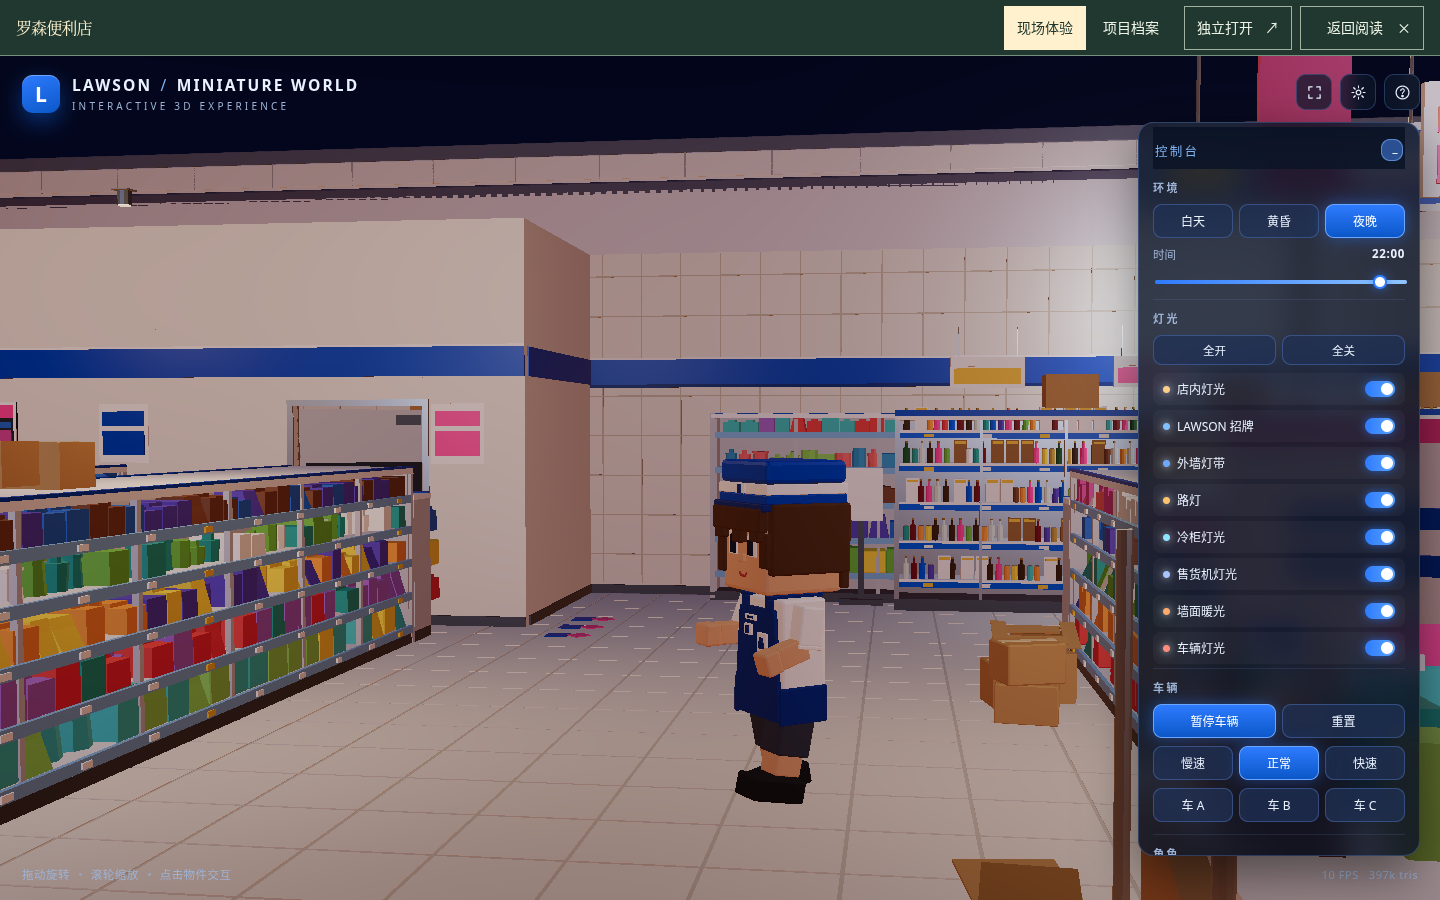 罗森便利店
现场体验
项目档案
独立打开 ↗
返回阅读 ×
L
LAWSON / MINIATURE WORLD
INTERACTIVE 3D EXPERIENCE
控制台
环境
白天
黄昏
夜晚
时间
22:00
灯光
全开
全关
店内灯光
LAWSON 招牌
外墙灯带
路灯
冷柜灯光
售货机灯光
墙面暖光
车辆灯光
车辆
暂停车辆
重置
慢速
正常
快速
车 A
车 B
车 C
角色
拖动旋转 · 滚轮缩放 · 点击物件交互
10 FPS 397k tris